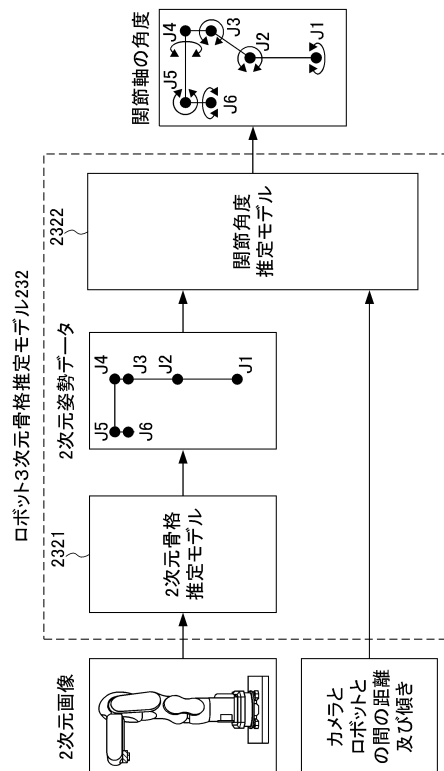 ロボット3次元骨格推定モデル232
2次元画像
カメラと
ロボットと
の間の距離
及び傾き
2321
2次元骨格
推定モデル
2次元姿勢データ
J5
J4
J6
J3
J2
J1
2322
関節角度
推定モデル
関節軸の角度
J5
J4
J3
J6
J2
J1